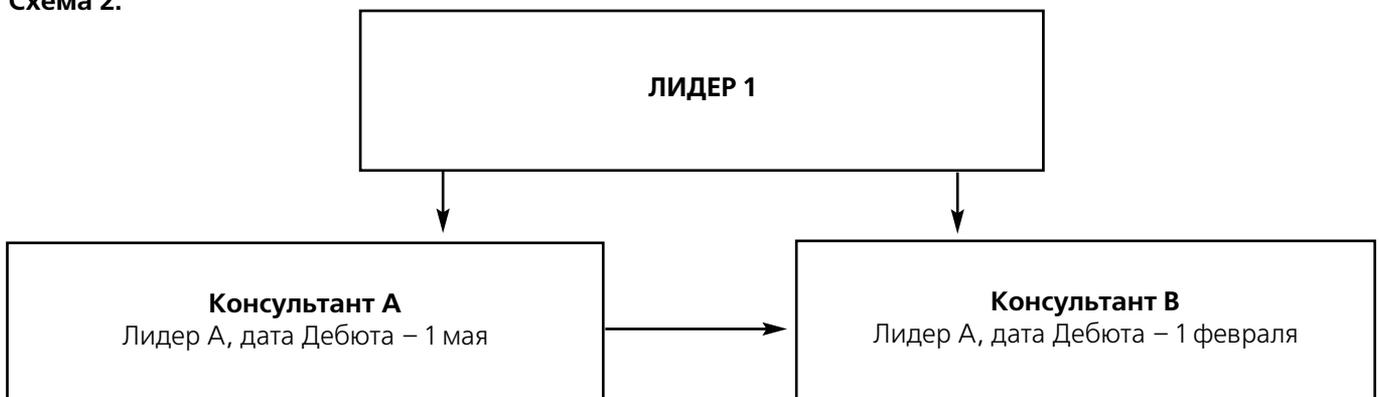 Схема 2.
ЛИДЕР 1
Консультант А
Лидер А, дата Дебюта – 1 мая
Консультант В
Лидер А, дата Дебюта – 1 февраля